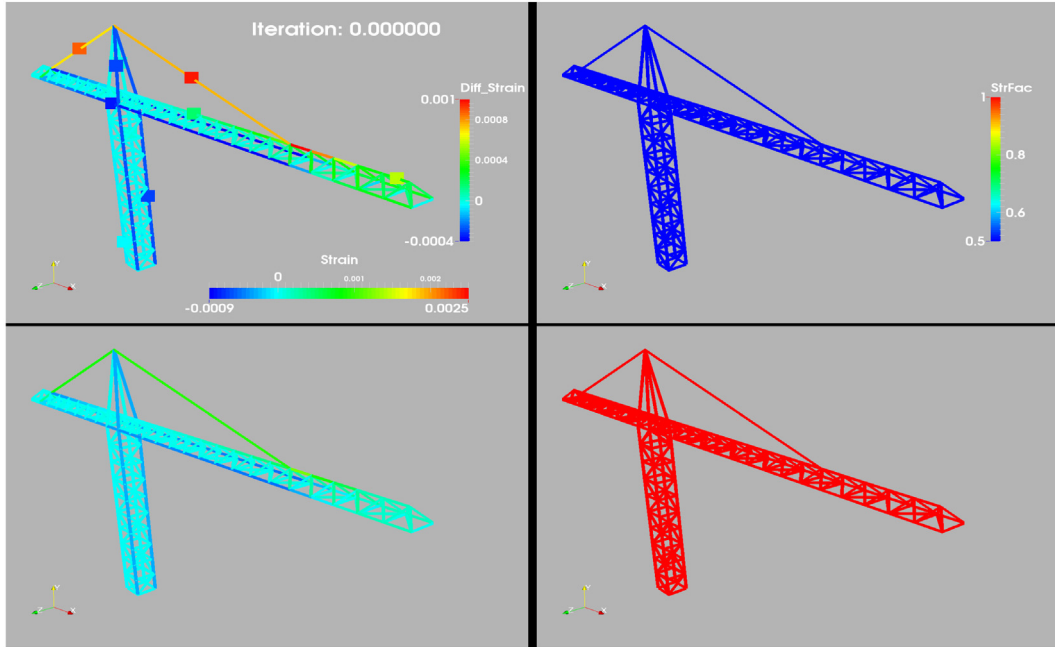 Iteration: 0.000000
Diff_Strain
0.001
0.0008
0.0004
0
-0.0004
Strain
0
0.001
0.002
-0.0009
0.0025
Y
Z
X
StrFac
1
0.8
0.6
0.5
Y
Z
X
Y
Z
X
Y
Z
X